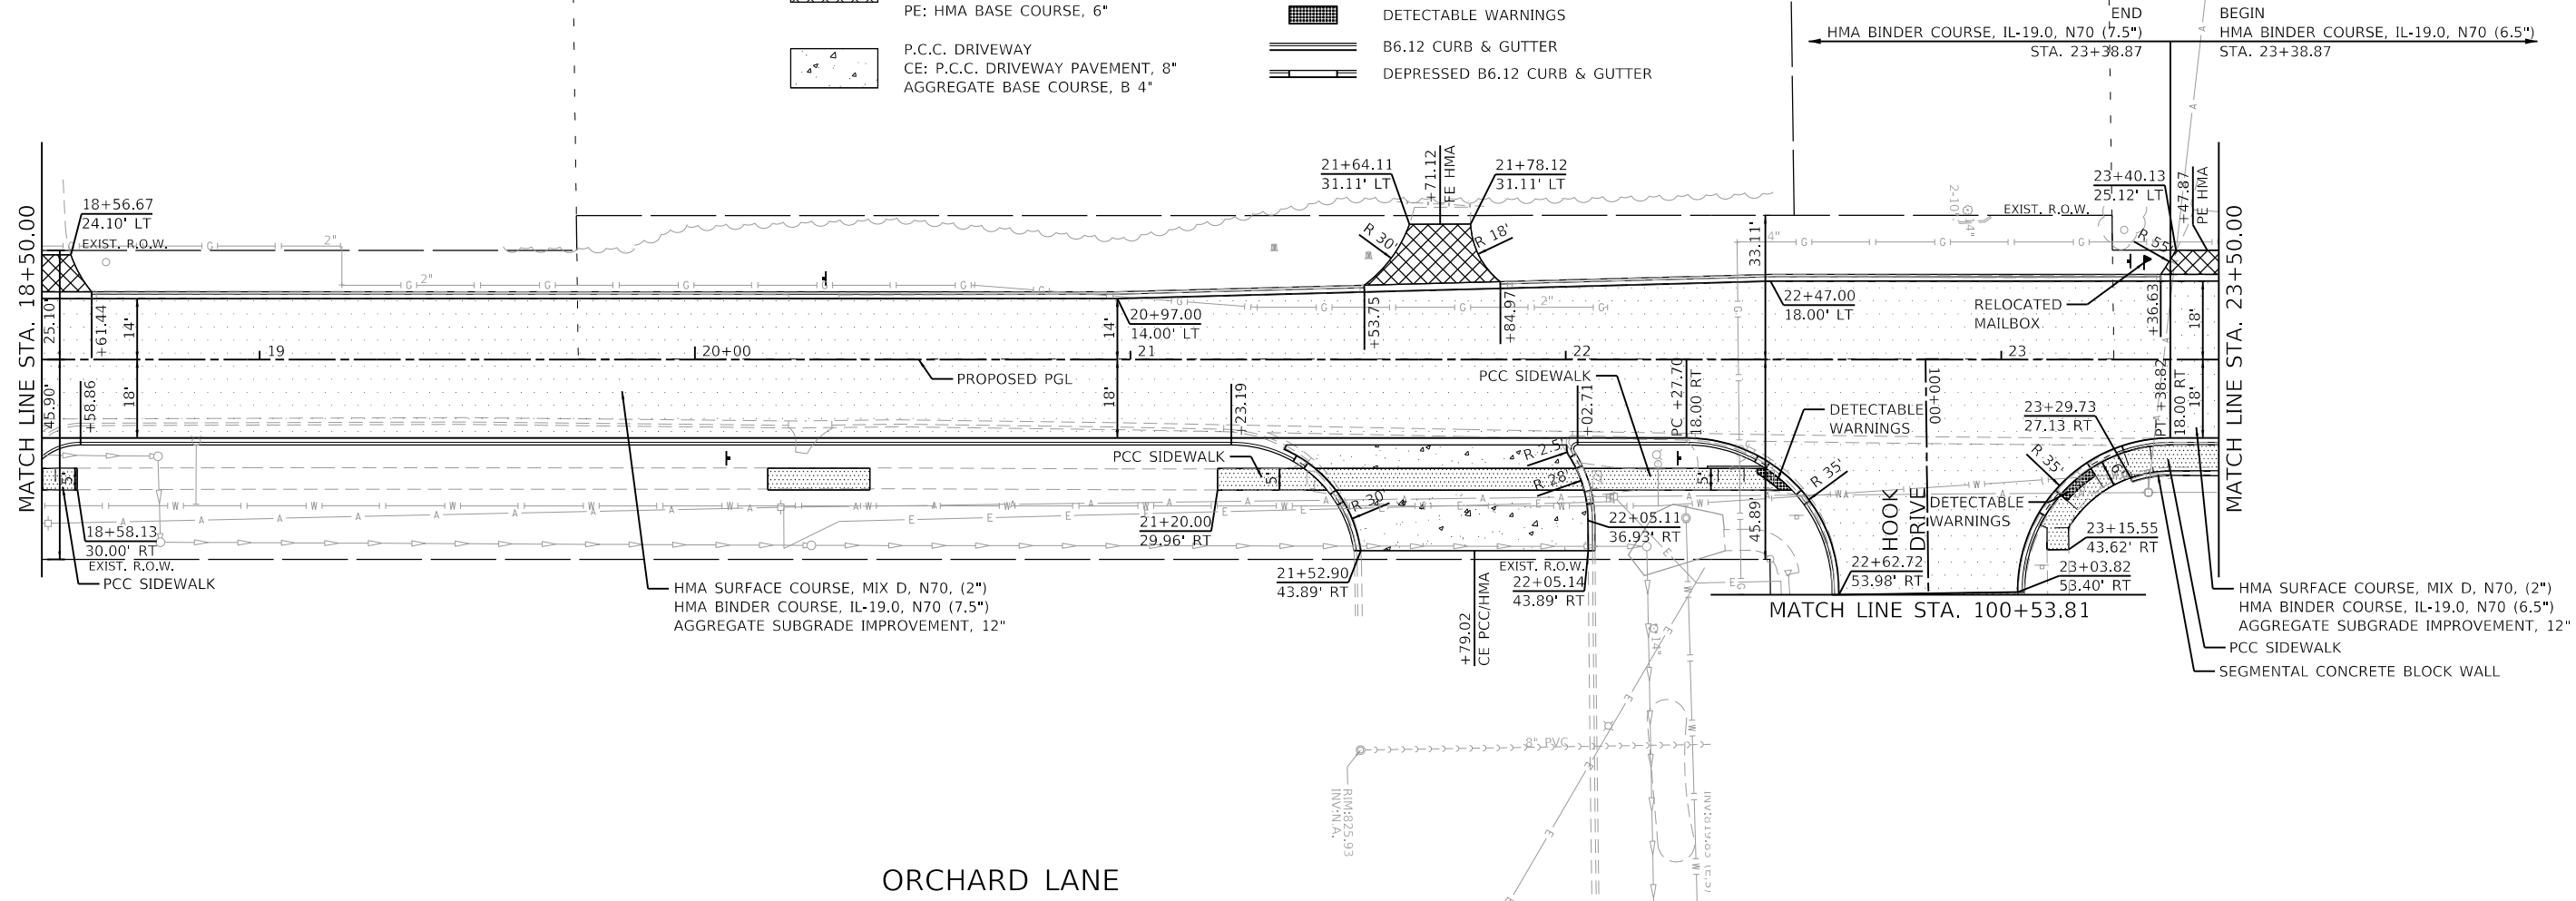 PE: HMA BASE COURSE, 6"
P.C.C. DRIVEWAY
CE: P.C.C. DRIVEWAY PAVEMENT, 8"
AGGREGATE BASE COURSE, B 4"
DETECTABLE WARNINGS
B6.12 CURB & GUTTER
DEPRESSED B6.12 CURB & GUTTER
END
HMA BINDER COURSE, IL-19.0, N70 (7.5")
STA. 23+38.87
BEGIN
HMA BINDER COURSE, IL-19.0, N70 (6.5")
STA. 23+38.87
MATCH LINE STA. 18+50.00
18+56.67
24.10' LT
EXIST. R.O.W.
25.10'
+61.44
14'
45.90'
+58.86
18'
5'
18+58.13
30.00' RT
EXIST. R.O.W.
PCC SIDEWALK
2"
2"
19
20+00
21
22
23
PROPOSED PGL
HMA SURFACE COURSE, MIX D, N70, (2")
HMA BINDER COURSE, IL-19.0, N70 (7.5")
AGGREGATE SUBGRADE IMPROVEMENT, 12"
20+97.00
14.00' LT
14'
18'
21+64.11
31.11' LT
+71.12
FE HMA
21+78.12
31.11' LT
R 30'
R 18'
+53.75
+84.97
2"
22+47.00
18.00' LT
33.11'
4"
2-10"
14"
EXIST. R.O.W.
23+40.13
25.12' LT
+47.87
PE HMA
R 55'
RELOCATED
MAILBOX
+36.63
18'
18'
MATCH LINE STA. 23+50.00
PCC SIDEWALK
+23.19
5'
21+20.00
29.96' RT
PCC SIDEWALK
+02.71
PC +27.70
18.00 RT
R 2.5'
R 28'
R 30'
5'
45.89'
21+52.90
43.89' RT
+79.02
CE PCC/HMA
22+05.11
36.93' RT
EXIST. R.O.W.
22+05.14
43.89' RT
DETECTABLE
WARNINGS
R 35'
HOOK
DRIVE
100+00
22+62.72
53.98' RT
MATCH LINE STA. 100+53.81
23+29.73
27.13 RT
PT +38.82
18.00 RT
R 35'
6'
DETECTABLE
WARNINGS
23+15.55
43.62' RT
23+03.82
53.40' RT
HMA SURFACE COURSE, MIX D, N70, (2")
HMA BINDER COURSE, IL-19.0, N70 (6.5")
AGGREGATE SUBGRADE IMPROVEMENT, 12"
PCC SIDEWALK
SEGMENTAL CONCRETE BLOCK WALL
14"
8" PVC
RIM:825.93
INV:N.A.
ORCHARD LANE